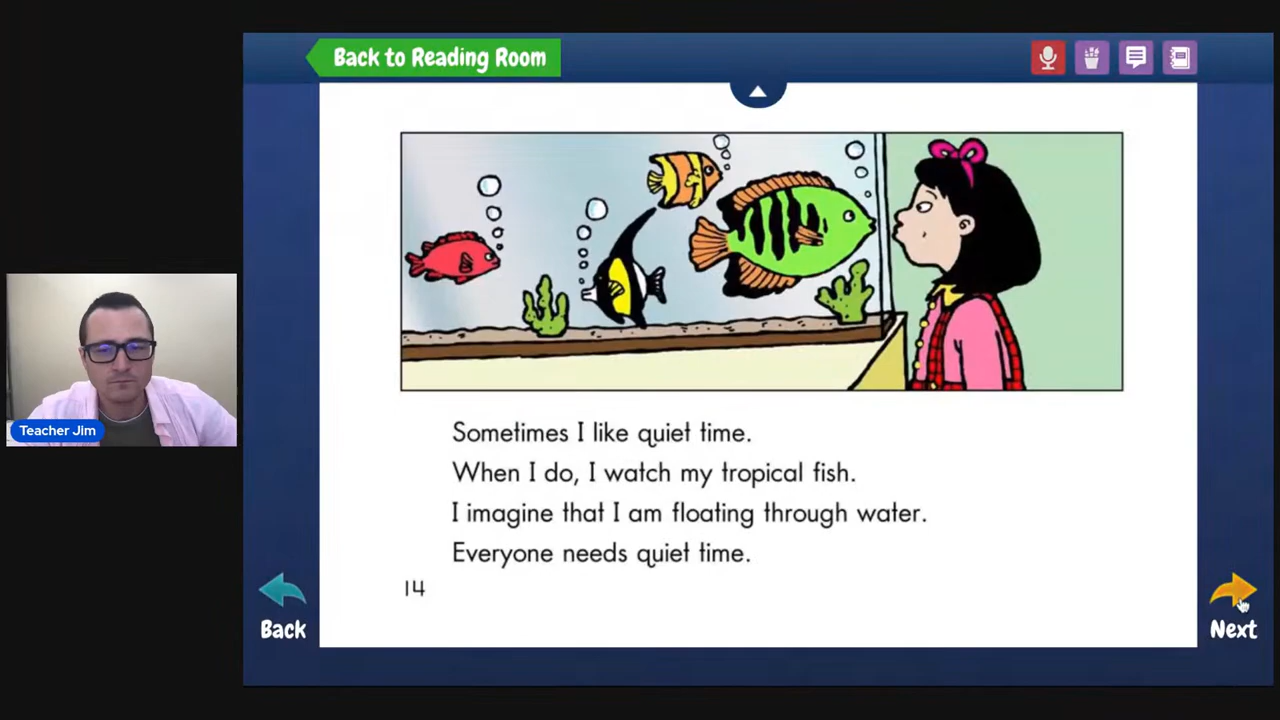 Back to Reading Room
Teacher Jim
Sometimes I like quiet time.
When I do, I watch my tropical fish.
I imagine that I am floating through water.
Everyone needs quiet time.
14
Back
Next